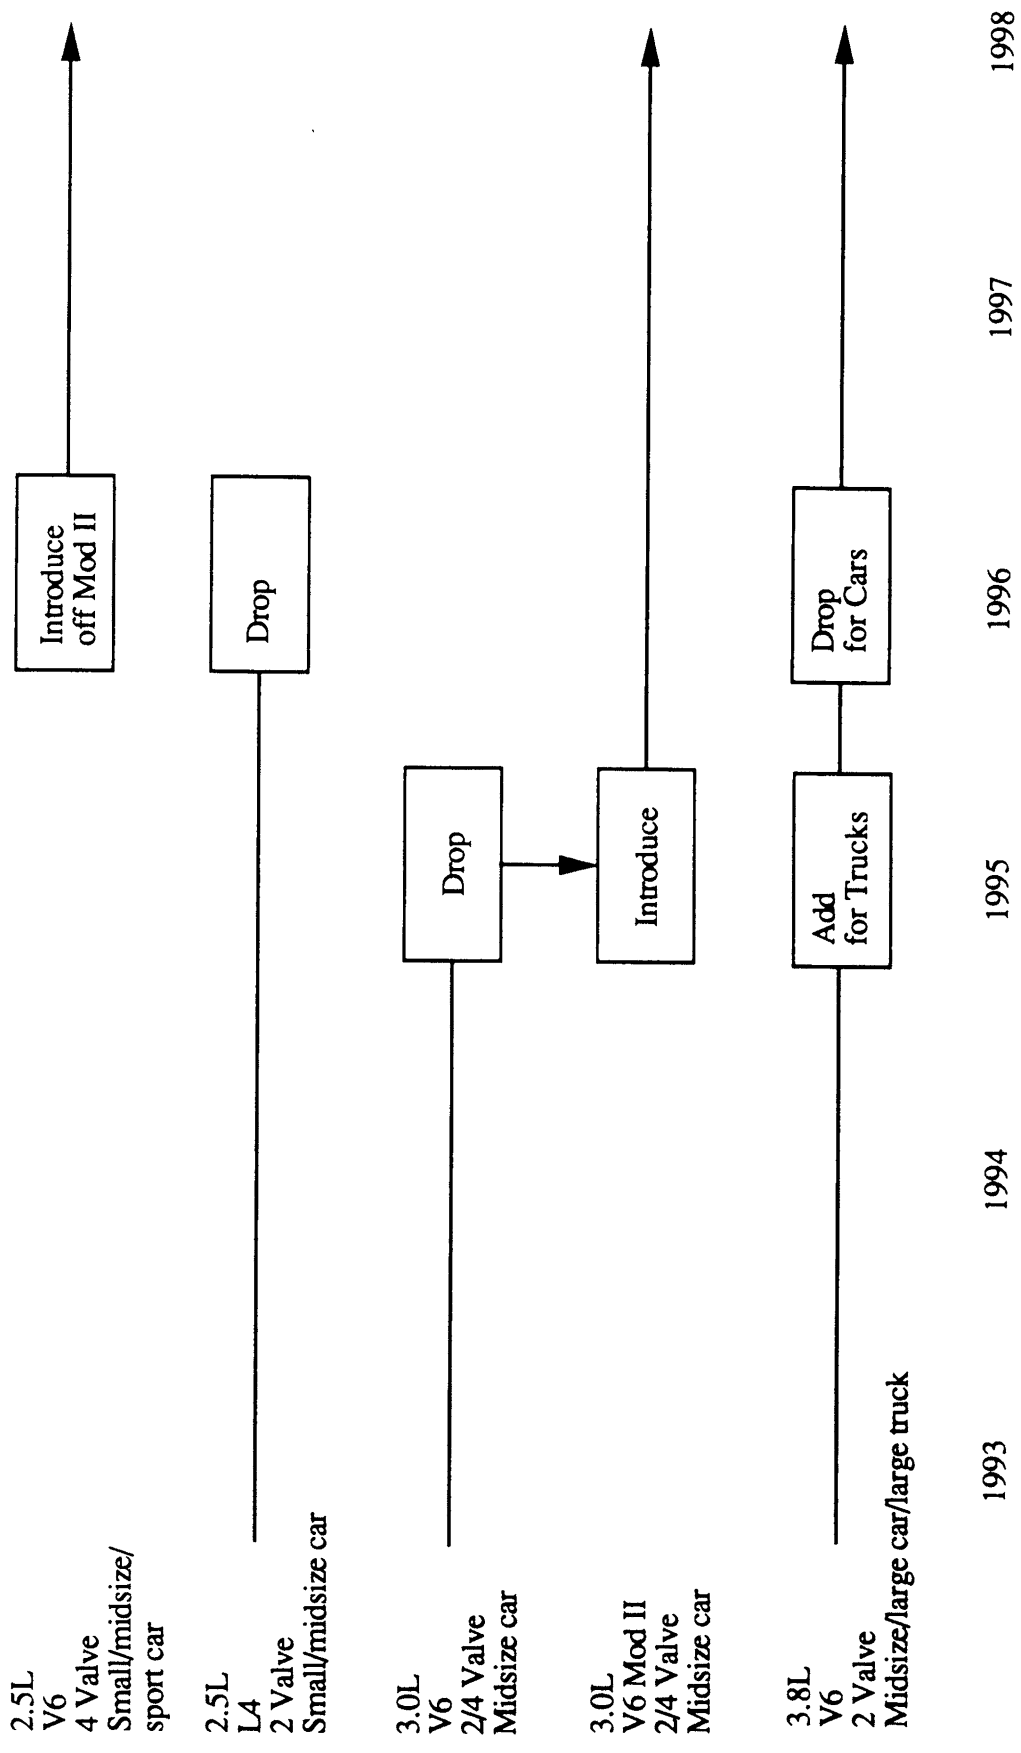 2.5L
V6
4 Valve
Small/midsize/
sport car
Introduce
off Mod II
2.5L
L4
2 Valve
Small/midsize car
Drop
3.0L
V6
2/4 Valve
Midsize car
Drop
3.0L
V6 Mod II
2/4 Valve
Midsize car
Introduce
3.8L
V6
2 Valve
Midsize/large car/large truck
Add
for Trucks
Drop
for Cars
1993
1994
1995
1996
1997
1998